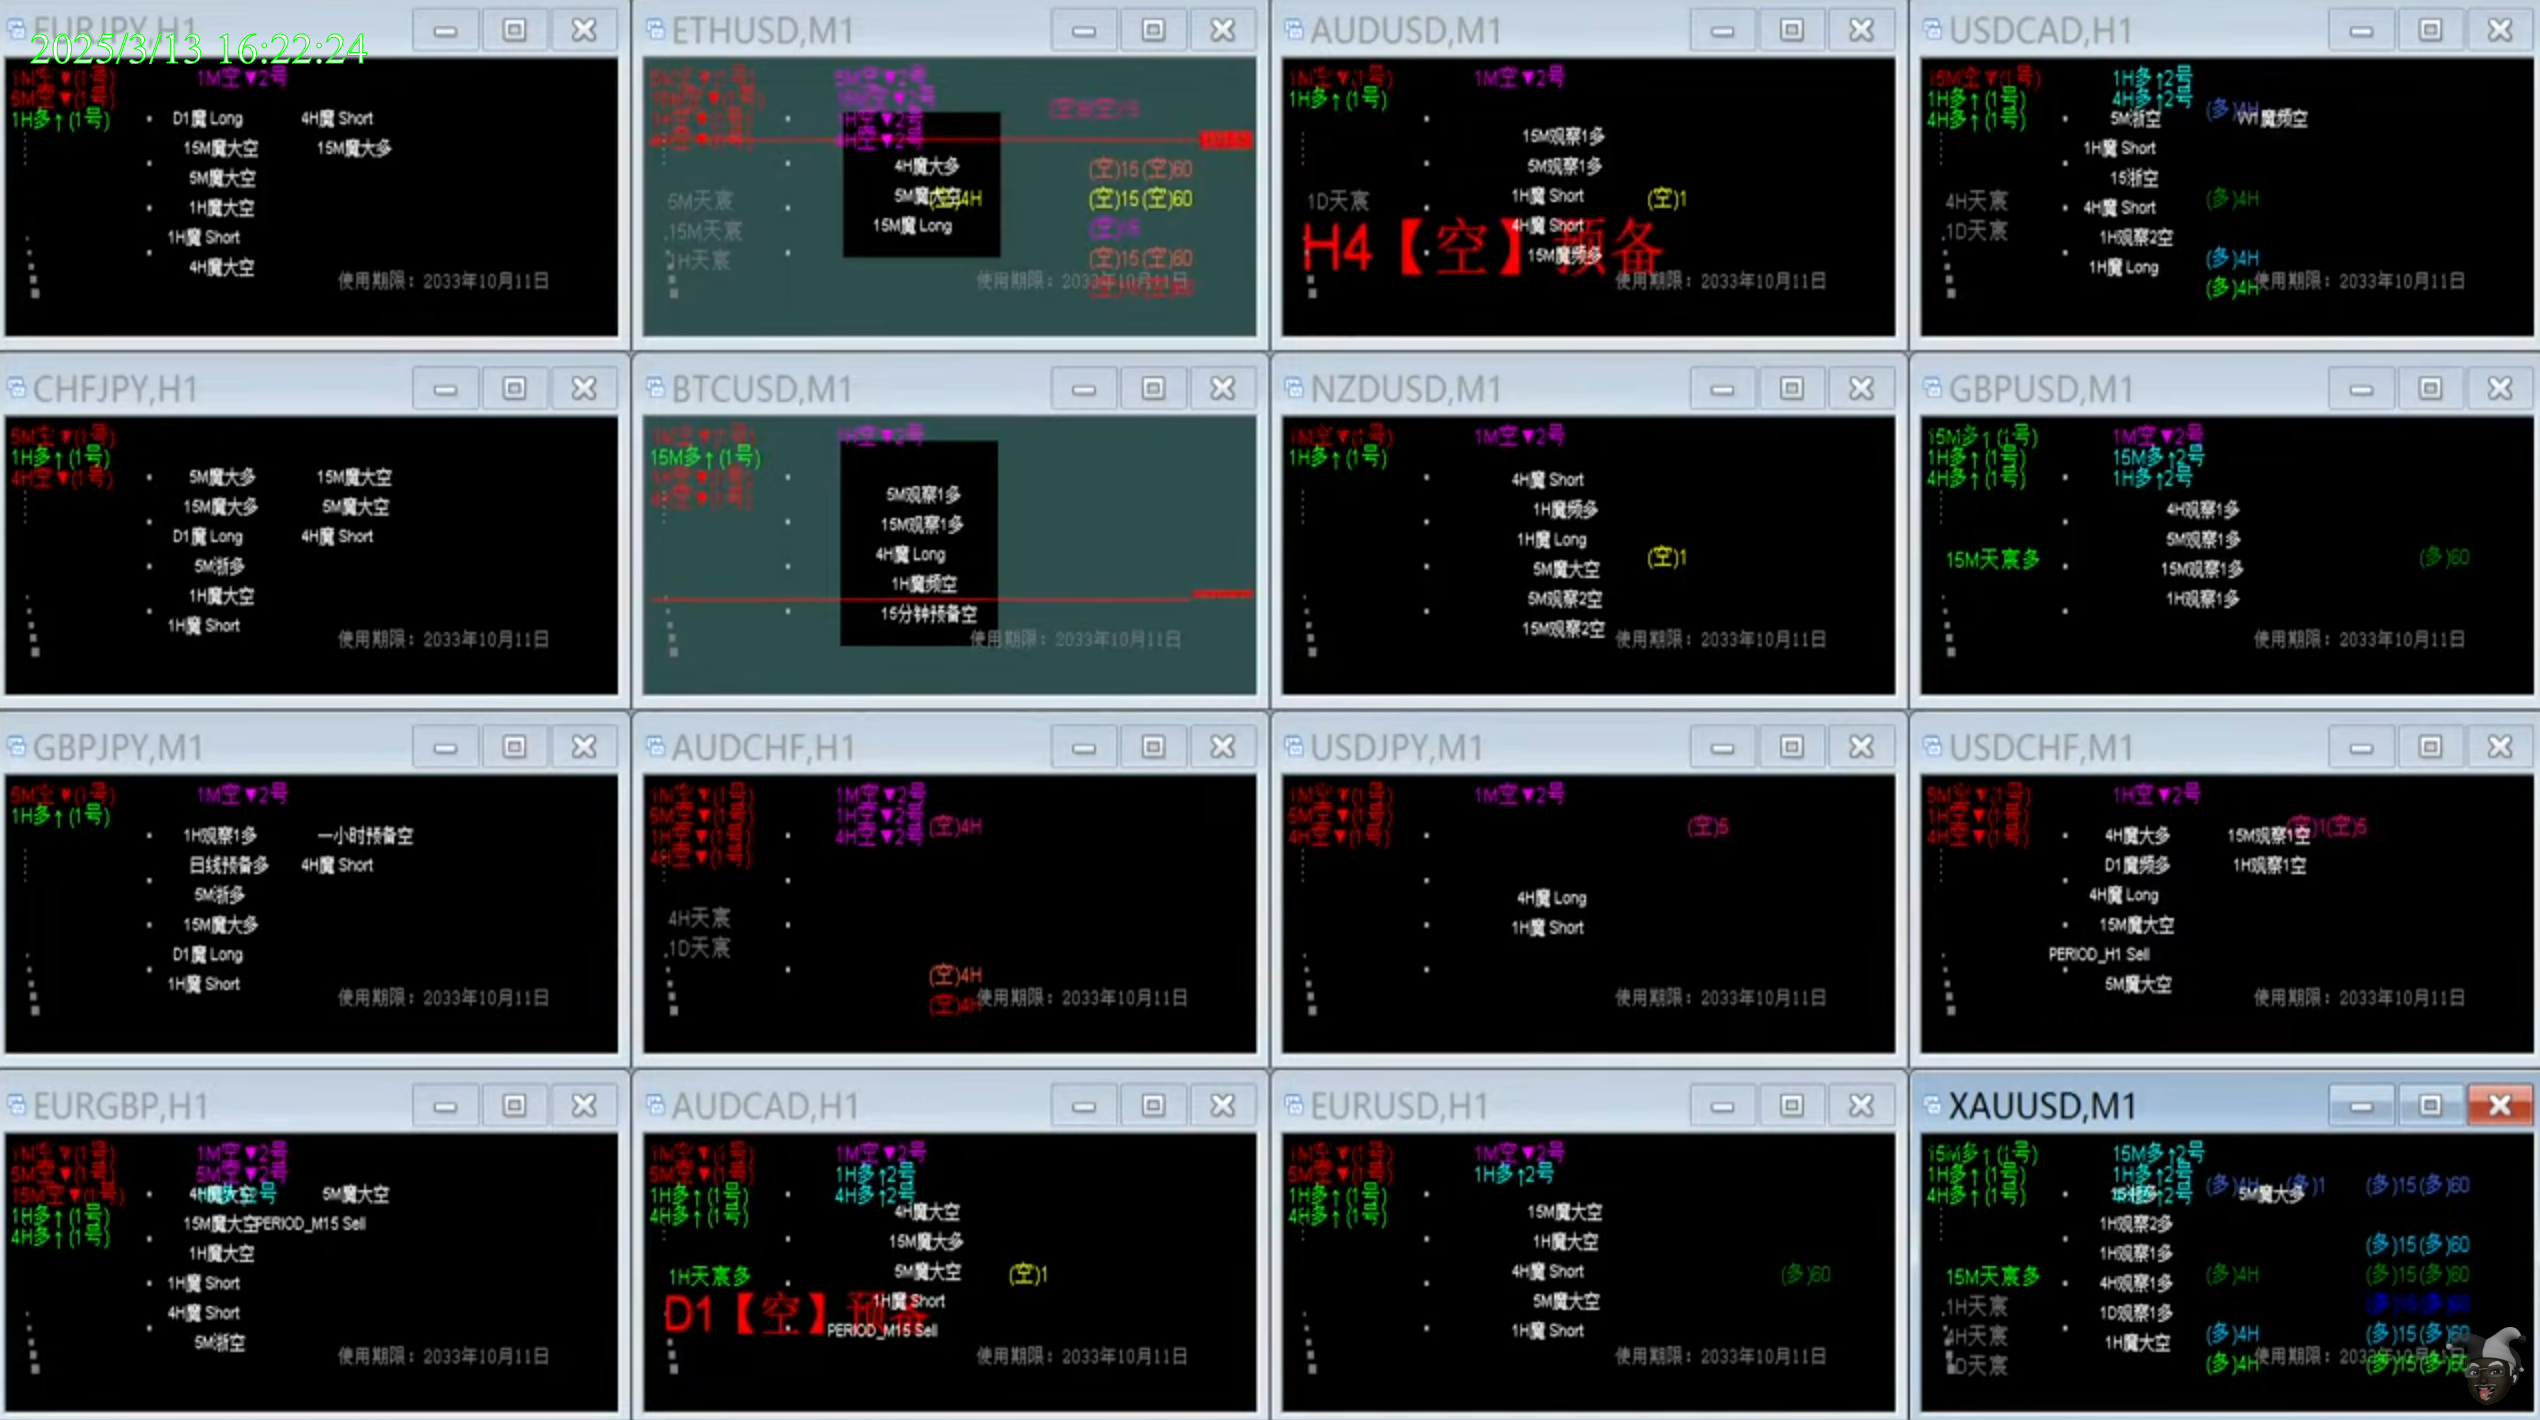 EURJPY,H1
2025/3/13 16:22:24
1M空▼(1号)
1M空▼2号
5M空▼(1号)
1H多↑(1号)
D1魔 Long
4H魔 Short
15M魔大空
15M魔大多
5M魔大空
1H魔大空
1H魔 Short
4H魔大空
使用期限：2033年10月11日
ETHUSD,M1
5M空▼(1号)
5M空▼2号
15M空▼(1号)
15M空▼2号
1H空▼(1号)
1H空▼2号
4H空▼(1号)
4H空▼2号
4H魔大多
(空)15(空)60
5M天宸
5M魔大空
4H
(空)15(空)60
.15M天宸
15M魔 Long
(空)15
1H天宸
(空)15(空)60
使用期限：2033年10月11日
AUDUSD,M1
1M空▼(1号)
1M空▼2号
1H多↑(1号)
15M观察1多
5M观察1多
1D天宸
1H魔 Short
(空)1
4H魔 Short
H4【空】预备
15M魔频多
使用期限：2033年10月11日
USDCAD,H1
15M空▼(1号)
1H多↑2号
1H多↑(1号)
4H多↑2号
4H多↑(1号)
5M浙空
(多)4H
W1魔频空
1H魔 Short
15浙空
4H天宸
4H魔 Short
(多)4H
.1D天宸
1H观察2空
1H魔 Long
(多)4H
(多)4H
使用期限：2033年10月11日
CHFJPY,H1
5M空▼(1号)
1H多↑(1号)
4H空▼(1号)
5M魔大多
15M魔大空
15M魔大多
5M魔大空
D1魔 Long
4H魔 Short
5M浙多
1H魔大空
1H魔 Short
使用期限：2033年10月11日
BTCUSD,M1
1M空▼(1号)
1H空▼2号
15M多↑(1号)
1H空▼(1号)
4H空▼(1号)
5M观察1多
15M观察1多
4H魔 Long
1H魔频空
15分钟预备空
使用期限：2033年10月11日
NZDUSD,M1
1M空▼(1号)
1M空▼2号
1H多↑(1号)
4H魔 Short
1H魔频多
1H魔 Long
(空)1
5M魔大空
5M观察2空
15M观察2空
使用期限：2033年10月11日
GBPUSD,M1
15M多↑(1号)
1M空▼2号
1H多↑(1号)
15M多↑2号
4H多↑(1号)
1H多↑2号
4H观察1多
5M观察1多
15M天宸多
15M观察1多
(多)60
1H观察1多
使用期限：2033年10月11日
GBPJPY,M1
5M空▼(1号)
1M空▼2号
1H多↑(1号)
1H观察1多
一小时预备空
日线预备多
4H魔 Short
5M浙多
15M魔大多
D1魔 Long
1H魔 Short
使用期限：2033年10月11日
AUDCHF,H1
1M空▼(1号)
1M空▼2号
5M空▼(1号)
1H空▼2号
1H空▼(1号)
4H空▼2号
(空)4H
4H空▼(1号)
4H天宸
.1D天宸
(空)4H
(空)4H
使用期限：2033年10月11日
USDJPY,M1
1M空▼(1号)
1M空▼2号
5M空▼(1号)
4H空▼(1号)
(空)5
4H魔 Long
1H魔 Short
使用期限：2033年10月11日
USDCHF,M1
5M空▼(1号)
1H空▼2号
1H空▼(1号)
4H空▼(1号)
(空)1(空)5
4H魔大多
15M观察1空
D1魔频多
1H观察1空
4H魔 Long
15M魔大空
PERIOD_H1 Sell
5M魔大空
使用期限：2033年10月11日
EURGBP,H1
1M空▼(1号)
1M空▼2号
5M空▼(1号)
5M空▼2号
15M空▼(1号)
4H魔大空
5M魔大空
1H多↑(1号)
15M魔大空
PERIOD_M15 Sell
4H多↑(1号)
1H魔大空
1H魔 Short
4H魔 Short
5M浙空
使用期限：2033年10月11日
AUDCAD,H1
1M空▼(1号)
1M空▼2号
5M空▼(1号)
1H多↑2号
1H多↑(1号)
4H多↑2号
4H多↑(1号)
4H魔大空
15M魔大多
1H天宸多
5M魔大空
(空)1
1H魔 Short
D1【空】预备
PERIOD_M15 Sell
使用期限：2033年10月11日
EURUSD,H1
1M空▼(1号)
1M空▼2号
5M空▼(1号)
1H多↑2号
1H多↑(1号)
4H多↑(1号)
15M魔大空
1H魔大空
4H魔 Short
(多)60
5M魔大空
1H魔 Short
使用期限：2033年10月11日
XAUUSD,M1
15M多↑(1号)
15M多↑2号
1H多↑(1号)
1H多↑2号
4H多↑(1号)
(多)4H
(多)1
(多)15(多)60
5M魔大多
1H观察2多
1H观察1多
(多)15(多)60
15M天宸多
4H观察1多
(多)4H
(多)15(多)60
.1H天宸
1D观察1多
(多)15(多)60
4H天宸
1H魔大空
(多)4H
(多)15(多)60
1D天宸
(多)4H
(多)15(多)60